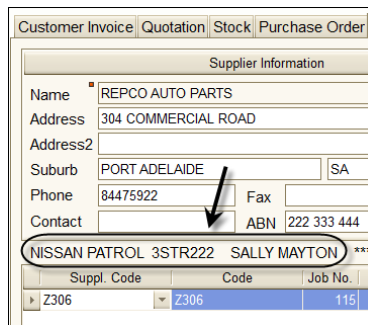 Customer Invoice Quotation Stock Purchase Order
Supplier Information
Name REPCO AUTO PARTS
Address 304 COMMERCIAL ROAD
Address2
Suburb PORT ADELAIDE SA
Phone 84475922 Fax
Contact ABN 222 333 444
NISSAN PATROL 3STR222 SALLY MAYTON **
Suppl. Code Code Job No.
Z306 Z306 115